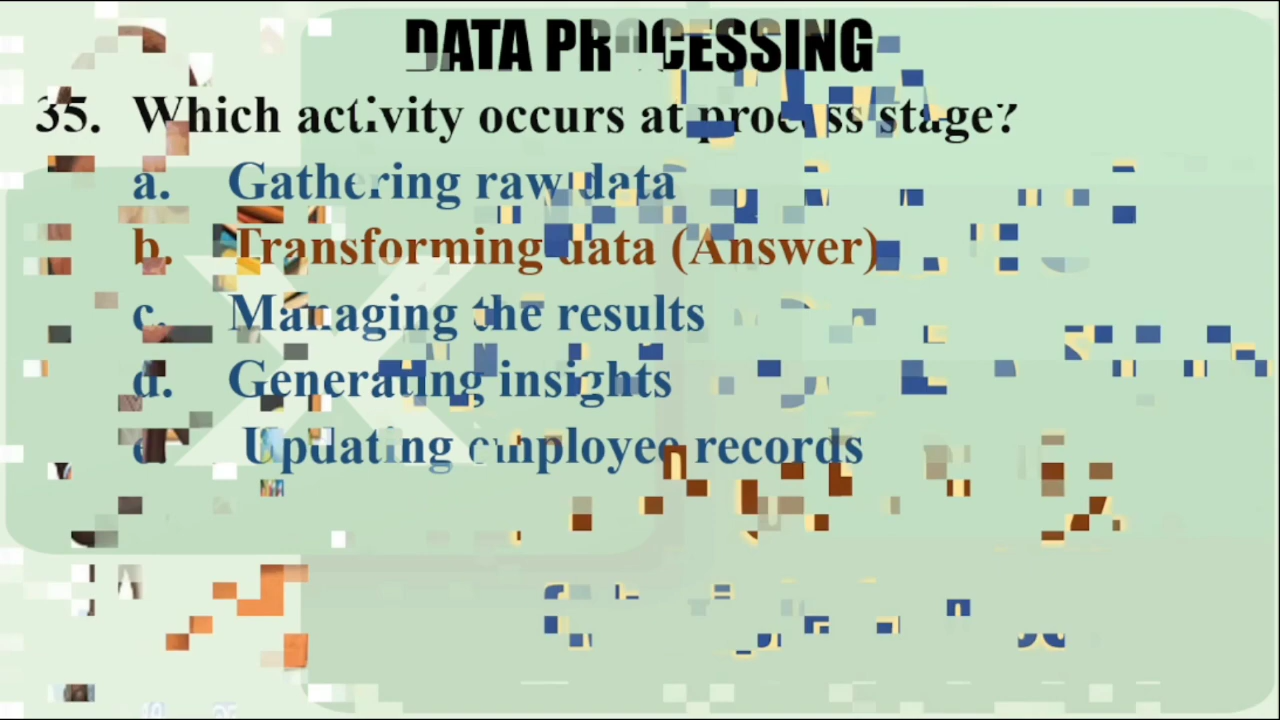 DATA PROCESSING
35. Which activity occurs at process stage?
a. Gathering raw data
b. Transforming data (Answer)
c. Managing the results
d. Generating insights
e. Updating employee records